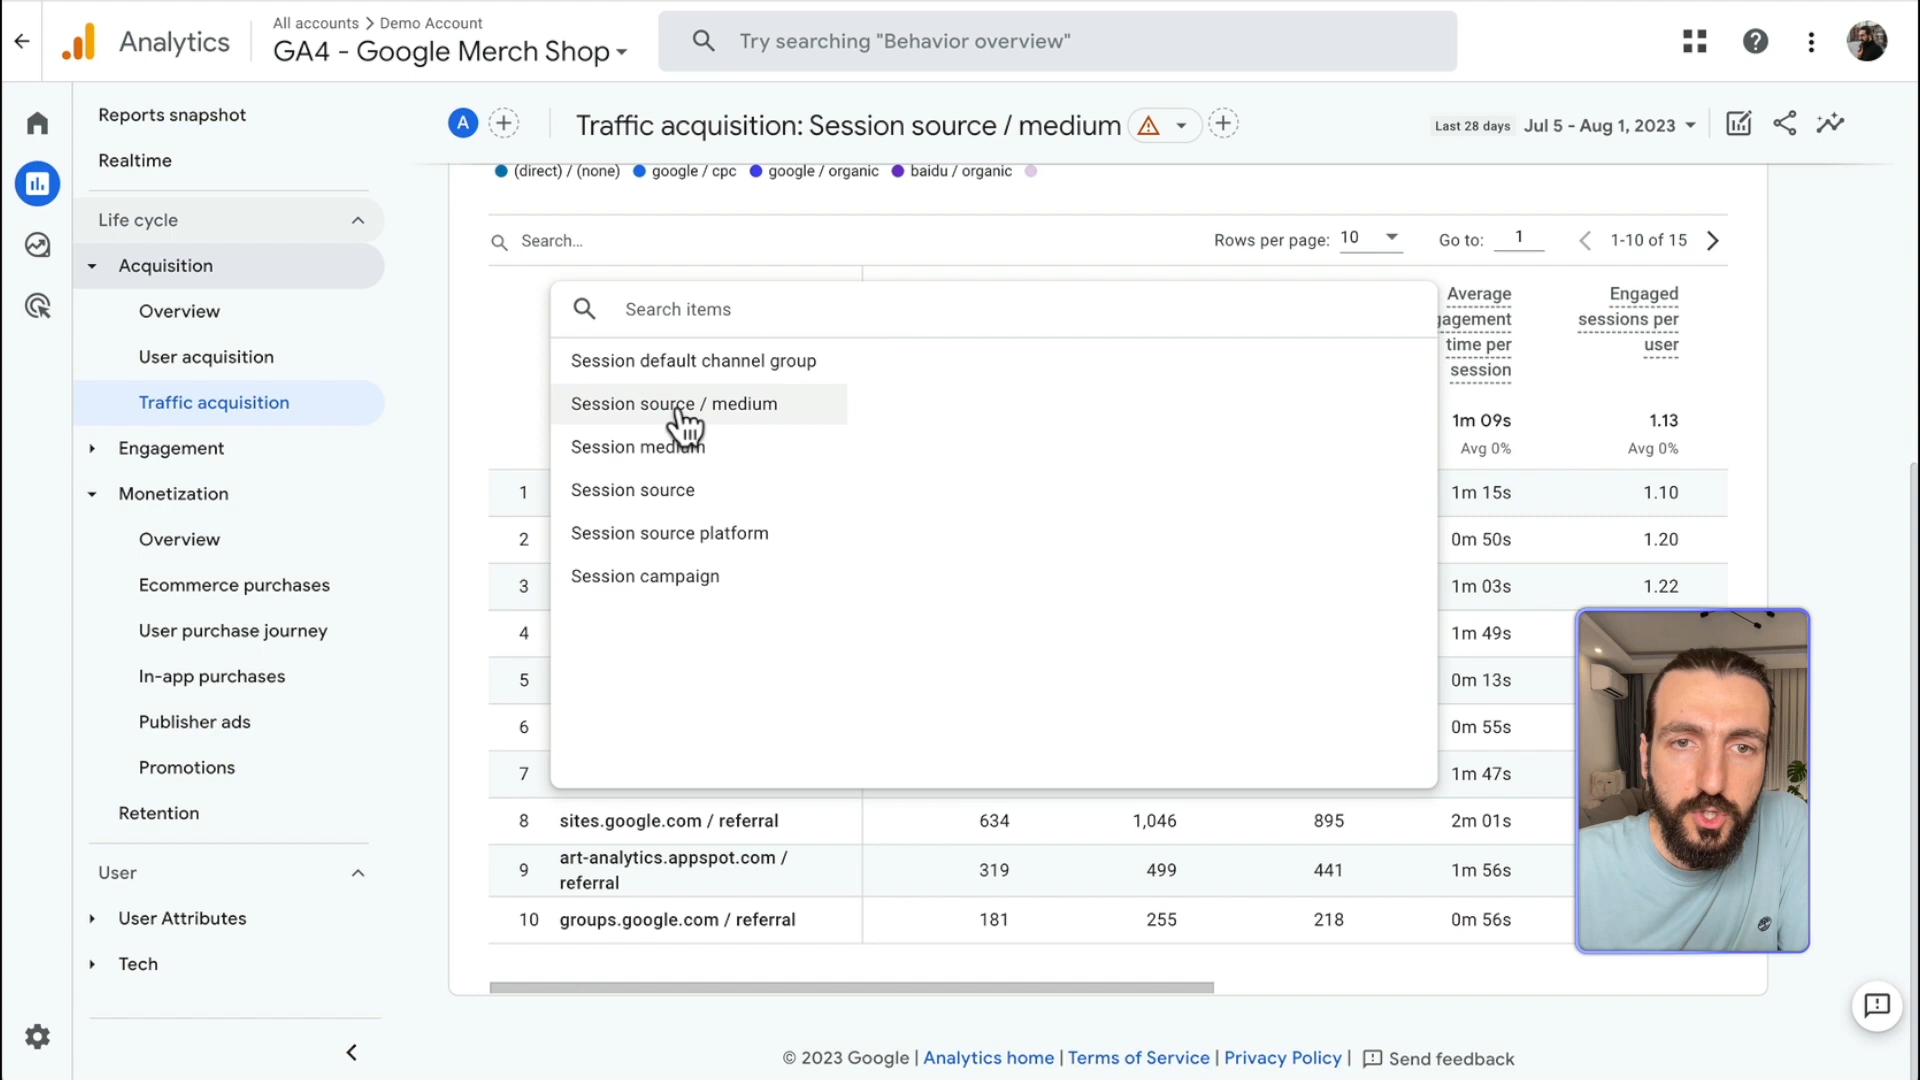 All accounts > Demo Account
Analytics
GA4 - Google Merch Shop
Try searching "Behavior overview"
Reports snapshot
Realtime
Life cycle
Acquisition
Overview
User acquisition
Traffic acquisition
Engagement
Monetization
Overview
Ecommerce purchases
User purchase journey
In-app purchases
Publisher ads
Promotions
Retention
User
User Attributes
Tech
A
Traffic acquisition: Session source / medium
Last 28 days Jul 5 - Aug 1, 2023
(direct) / (none) google / cpc google / organic baidu / organic
Search...
Rows per page: 10 Go to: 1 1-10 of 15
Search items
Session default channel group
Session source / medium
Session medium
Session source
Session source platform
Session campaign
Average
gagement
time per
session
Engaged
sessions per
user
1m 09s 1.13
Avg 0% Avg 0%
1 1m 15s 1.10
2 0m 50s 1.20
3 1m 03s 1.22
4 1m 49s
5 0m 13s
6 0m 55s
7 1m 47s
8 sites.google.com / referral 634 1,046 895 2m 01s
9 art-analytics.appspot.com /
referral 319 499 441 1m 56s
10 groups.google.com / referral 181 255 218 0m 56s
© 2023 Google | Analytics home | Terms of Service | Privacy Policy | Send feedback